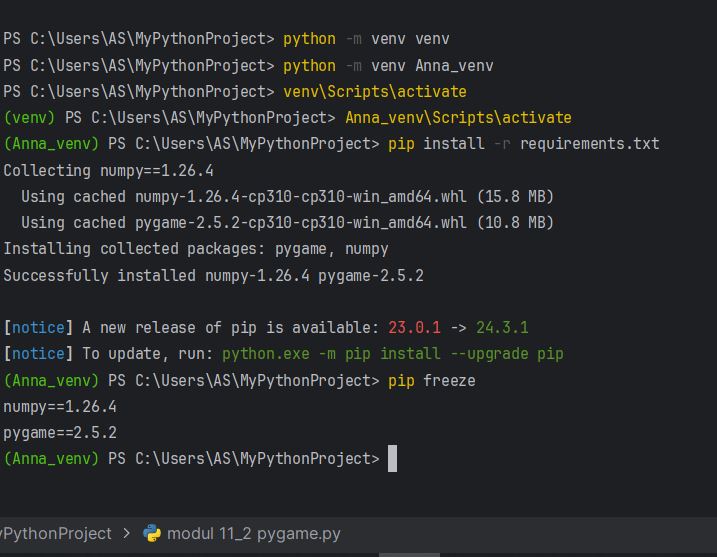 PS C:\Users\AS\MyPythonProject> python -m venv venv
PS C:\Users\AS\MyPythonProject> python -m venv Anna_venv
PS C:\Users\AS\MyPythonProject> venv\Scripts\activate
(venv) PS C:\Users\AS\MyPythonProject> Anna_venv\Scripts\activate
(Anna_venv) PS C:\Users\AS\MyPythonProject> pip install -r requirements.txt
Collecting numpy==1.26.4
  Using cached numpy-1.26.4-cp310-cp310-win_amd64.whl (15.8 MB)
  Using cached pygame-2.5.2-cp310-cp310-win_amd64.whl (10.8 MB)
Installing collected packages: pygame, numpy
Successfully installed numpy-1.26.4 pygame-2.5.2
[notice] A new release of pip is available: 23.0.1 -> 24.3.1
[notice] To update, run: python.exe -m pip install --upgrade pip
(Anna_venv) PS C:\Users\AS\MyPythonProject> pip freeze
numpy==1.26.4
pygame==2.5.2
(Anna_venv) PS C:\Users\AS\MyPythonProject>
yPythonProject > modul 11_2 pygame.py